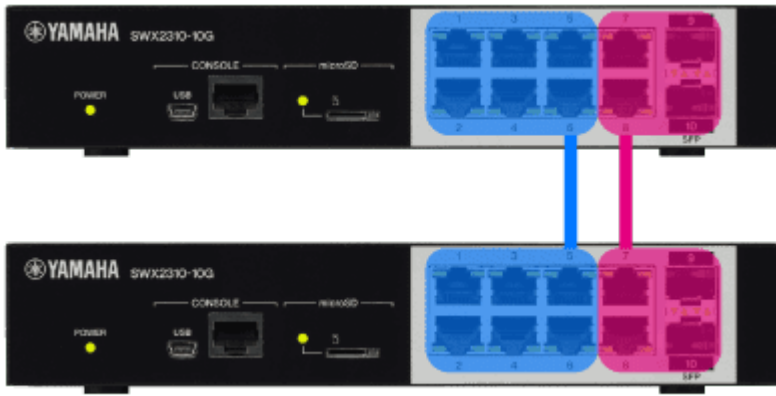 YAMAHA SWX2310-10G
CONSOLE
microSD
POWER
USB
1 3 5 7 9
2 4 6 8 10
SFP
YAMAHA SWX2310-10G
CONSOLE
microSD
POWER
USB
1 3 5 7 9
2 4 6 8 10
SFP